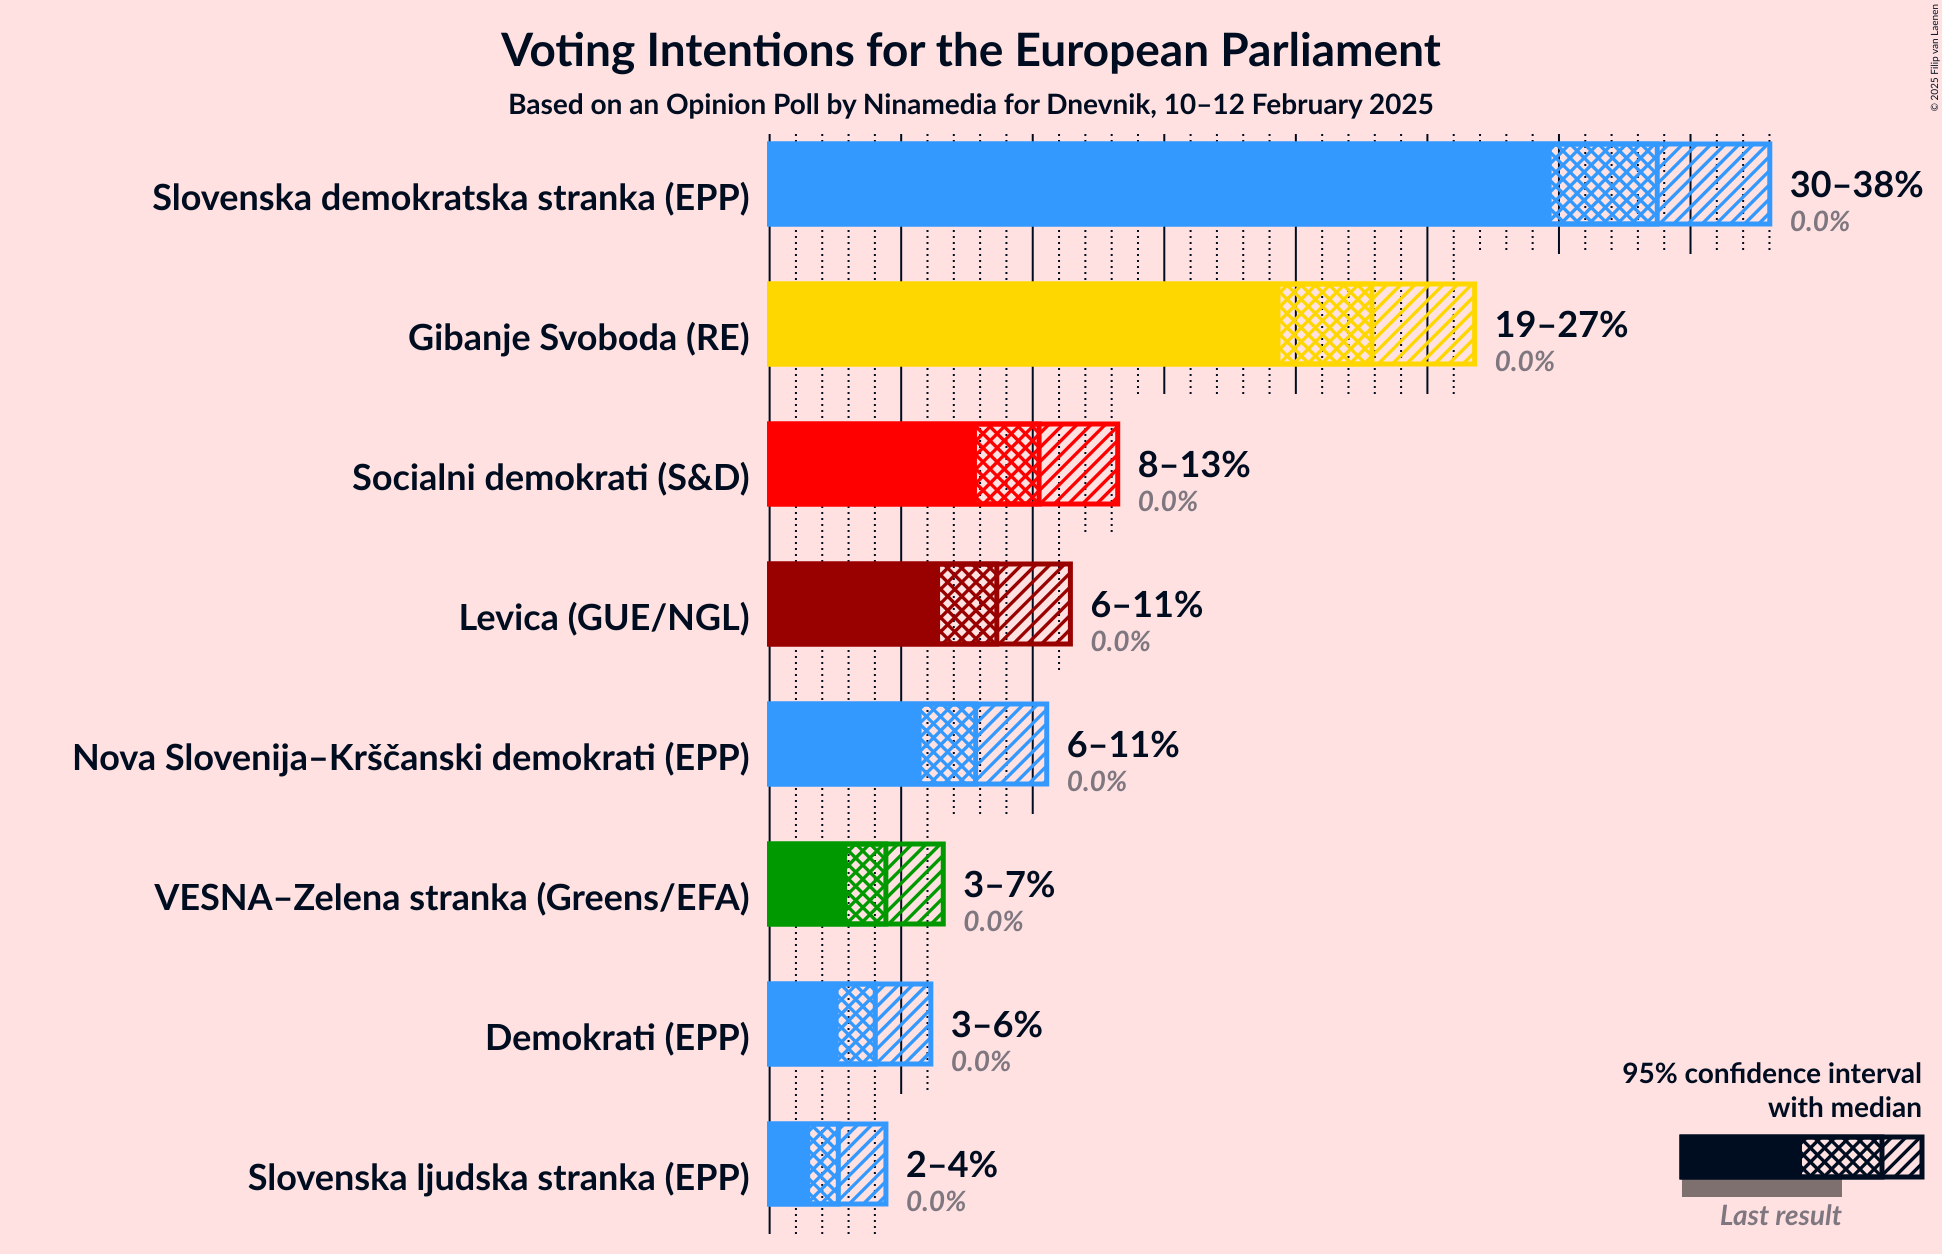 Voting Intentions for the European Parliament
Based on an Opinion Poll by Ninamedia for Dnevnik, 10–12 February 2025
© 2025 Filip van Laenen
Slovenska demokratska stranka (EPP)
30–38%
0.0%
Gibanje Svoboda (RE)
19–27%
0.0%
Socialni demokrati (S&D)
8–13%
0.0%
Levica (GUE/NGL)
6–11%
0.0%
Nova Slovenija–Krščanski demokrati (EPP)
6–11%
0.0%
VESNA–Zelena stranka (Greens/EFA)
3–7%
0.0%
Demokrati (EPP)
3–6%
0.0%
Slovenska ljudska stranka (EPP)
2–4%
0.0%
95% confidence interval
with median
Last result